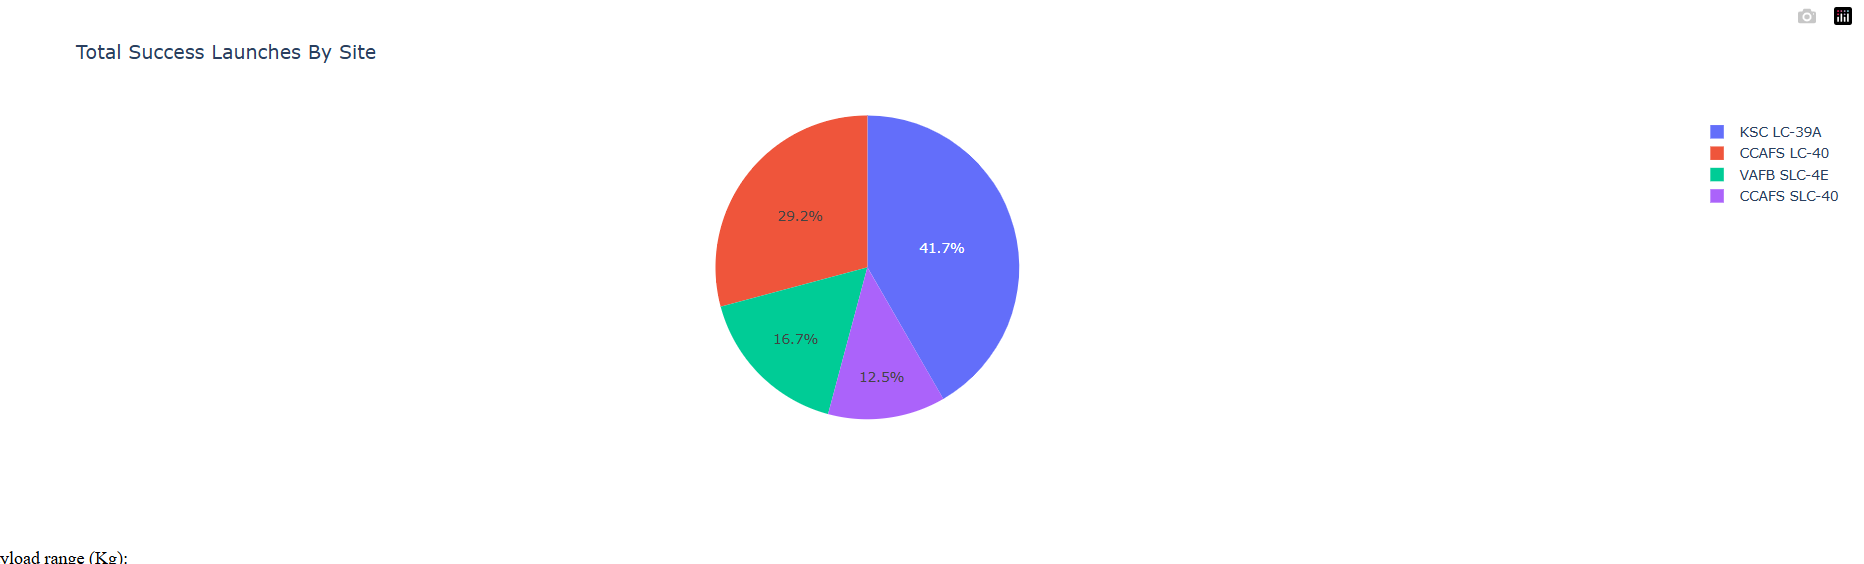 Total Success Launches By Site
KSC LC-39A
CCAFS LC-40
VAFB SLC-4E
CCAFS SLC-40
29.2%
41.7%
16.7%
12.5%
yload range (Kg):